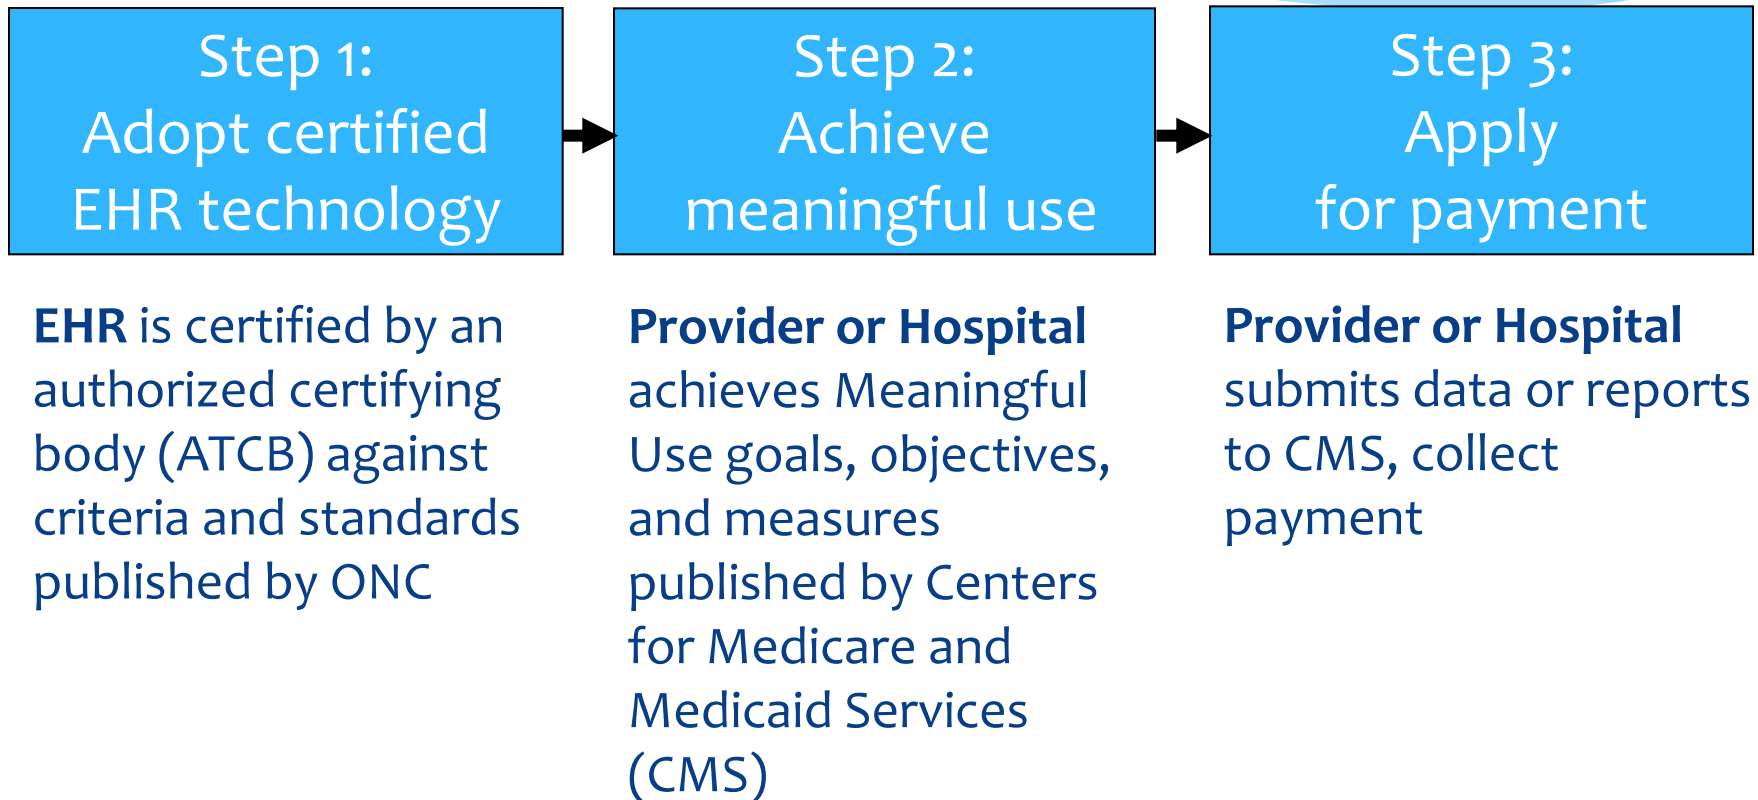 Step 1:
Adopt certified
EHR technology
Step 2:
Achieve
meaningful use
Step 3:
Apply
for payment
EHR is certified by an
authorized certifying
body (ATCB) against
criteria and standards
published by ONC
Provider or Hospital
achieves Meaningful
Use goals, objectives,
and measures
published by Centers
for Medicare and
Medicaid Services
(CMS)
Provider or Hospital
submits data or reports
to CMS, collect
payment